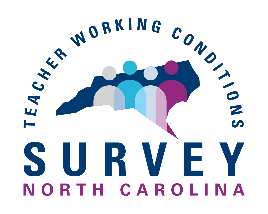 TEACHER WORKING CONDITIONS
SURVEY
NORTH CAROLINA